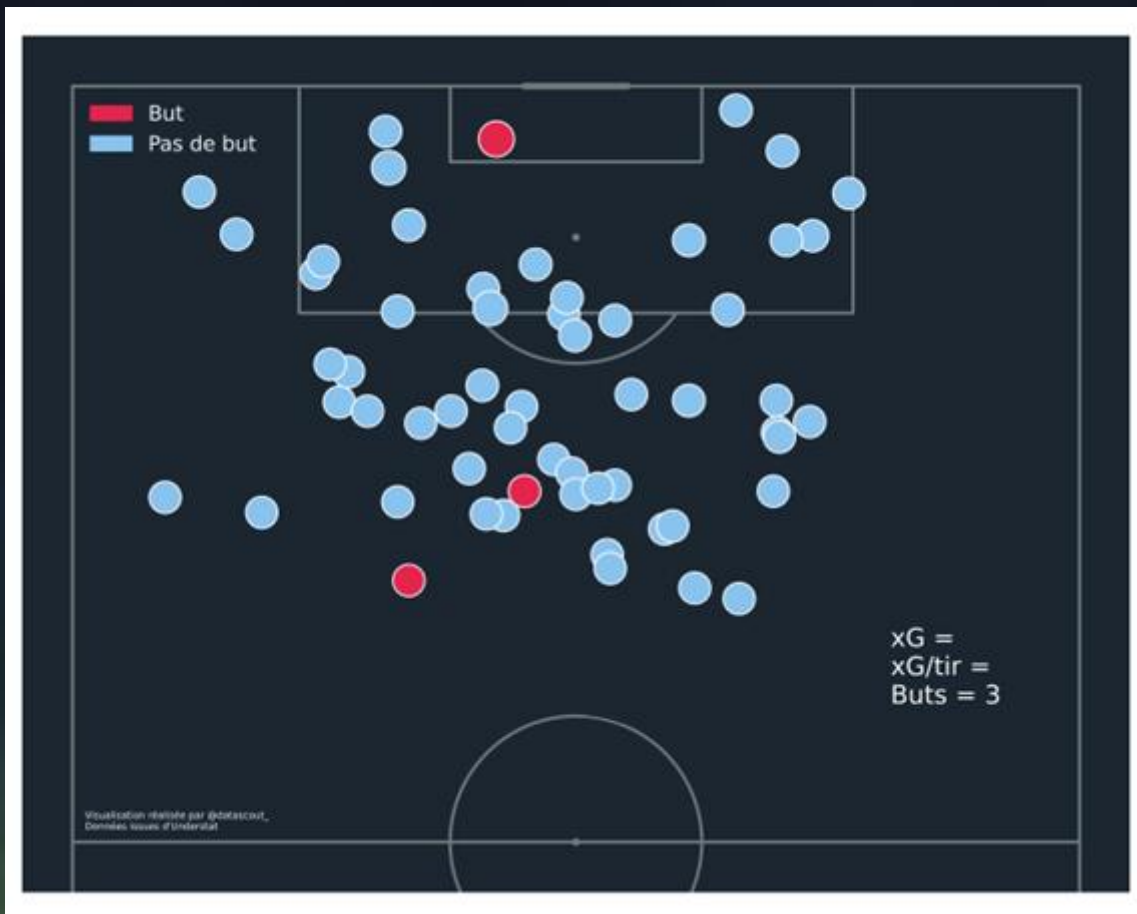 But
Pas de but
xG =
xG/tir =
Buts = 3
Visualisation réalisée par @datascout_
Données issues d'Understat